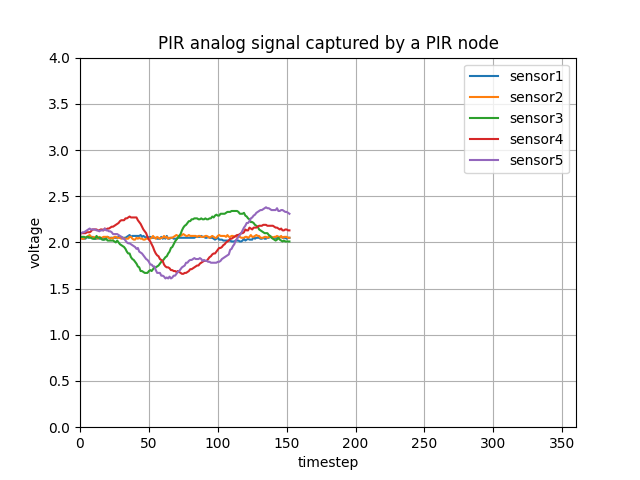 PIR analog signal captured by a PIR node
4.0
3.5
3.0
2.5
2.0
1.5
1.0
0.5
0.0
voltage
sensor1
sensor2
sensor3
sensor4
sensor5
0 50 100 150 200 250 300 350
timestep